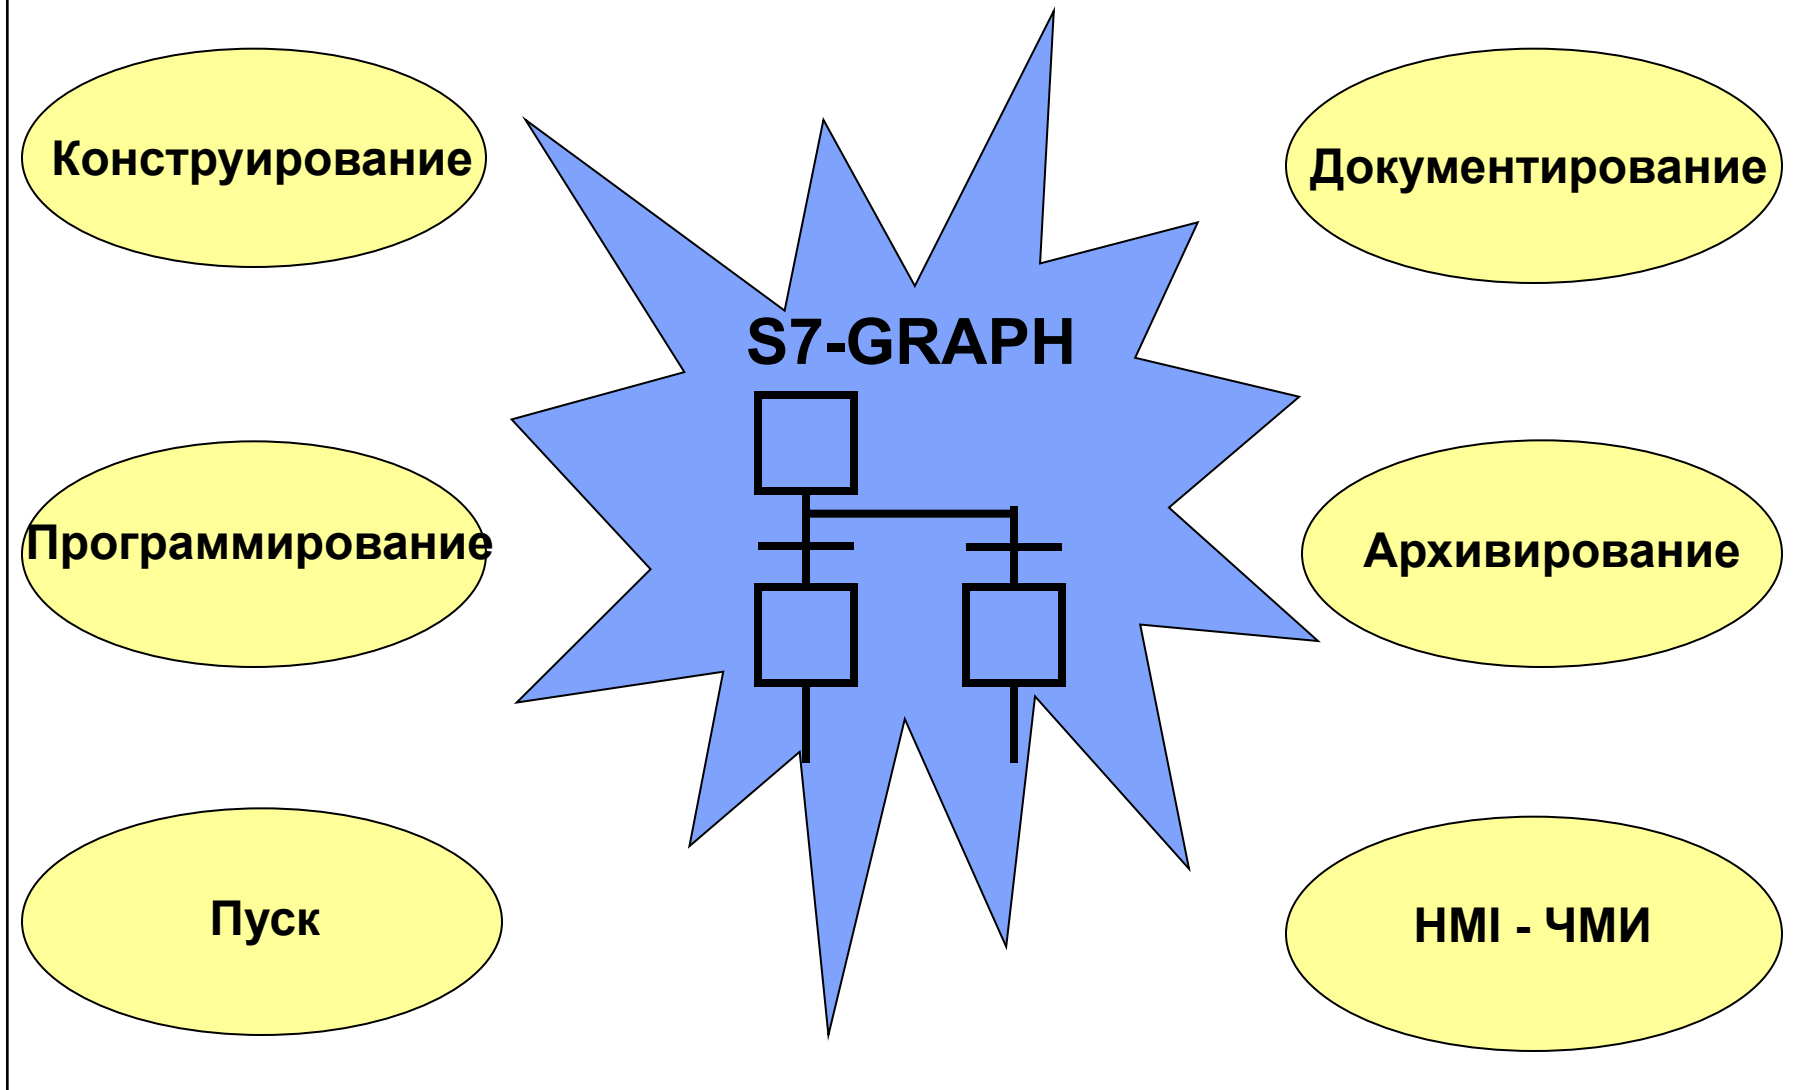 Конструирование
Документирование
S7-GRAPH
Программирование
Архивирование
Пуск
HMI - ЧМИ